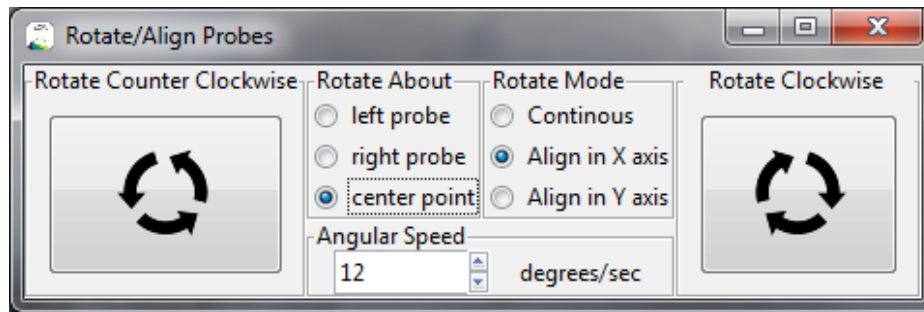 Rotate/Align Probes
Rotate Counter Clockwise
Rotate About
left probe
right probe
center point
Rotate Mode
Continous
Align in X axis
Align in Y axis
Angular Speed
12 degrees/sec
Rotate Clockwise